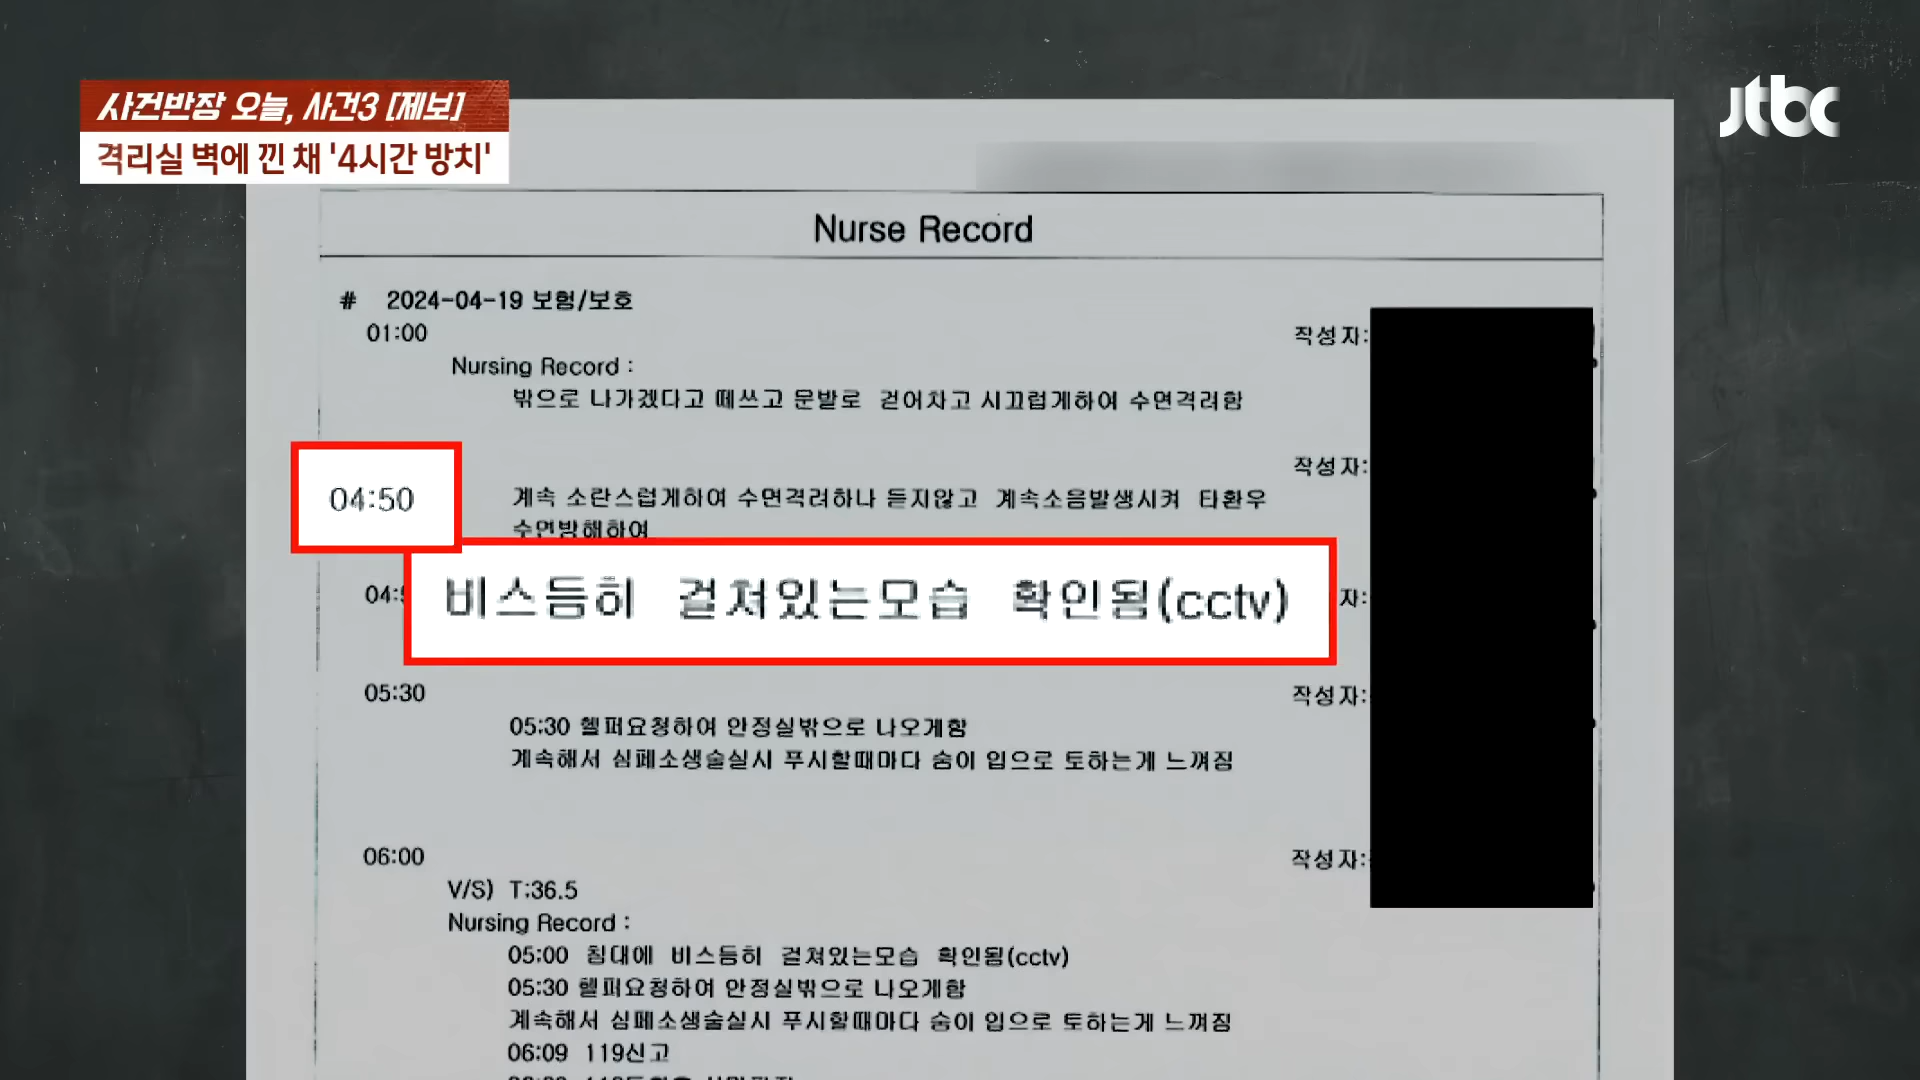 사건반장 오늘, 사건3 [제보]
격리실 벽에 낀 채 '4시간 방치'
jtbc
Nurse Record
# 2024-04-19 보험/보호
01:00 작성자:
Nursing Record :
밖으로 나가겠다고 떼쓰고 문발로 걷어차고 시끄럽게하여 수면격려함
작성자:
04:50 계속 소란스럽게하여 수면격려하나 듣지않고 계속소음발생시켜 타환우
수면방해하여
비스듬히 걸쳐있는모습 확인됨(cctv)
자:
05:30 작성자:
05:30 헬퍼요청하여 안정실밖으로 나오게함
계속해서 심폐소생술실시 푸시할때마다 숨이 입으로 토하는게 느껴짐
06:00 작성자:
V/S) T:36.5
Nursing Record :
05:00 침대에 비스듬히 걸쳐있는모습 확인됨(cctv)
05:30 헬퍼요청하여 안정실밖으로 나오게함
계속해서 심폐소생술실시 푸시할때마다 숨이 입으로 토하는게 느껴짐
06:09 119신고